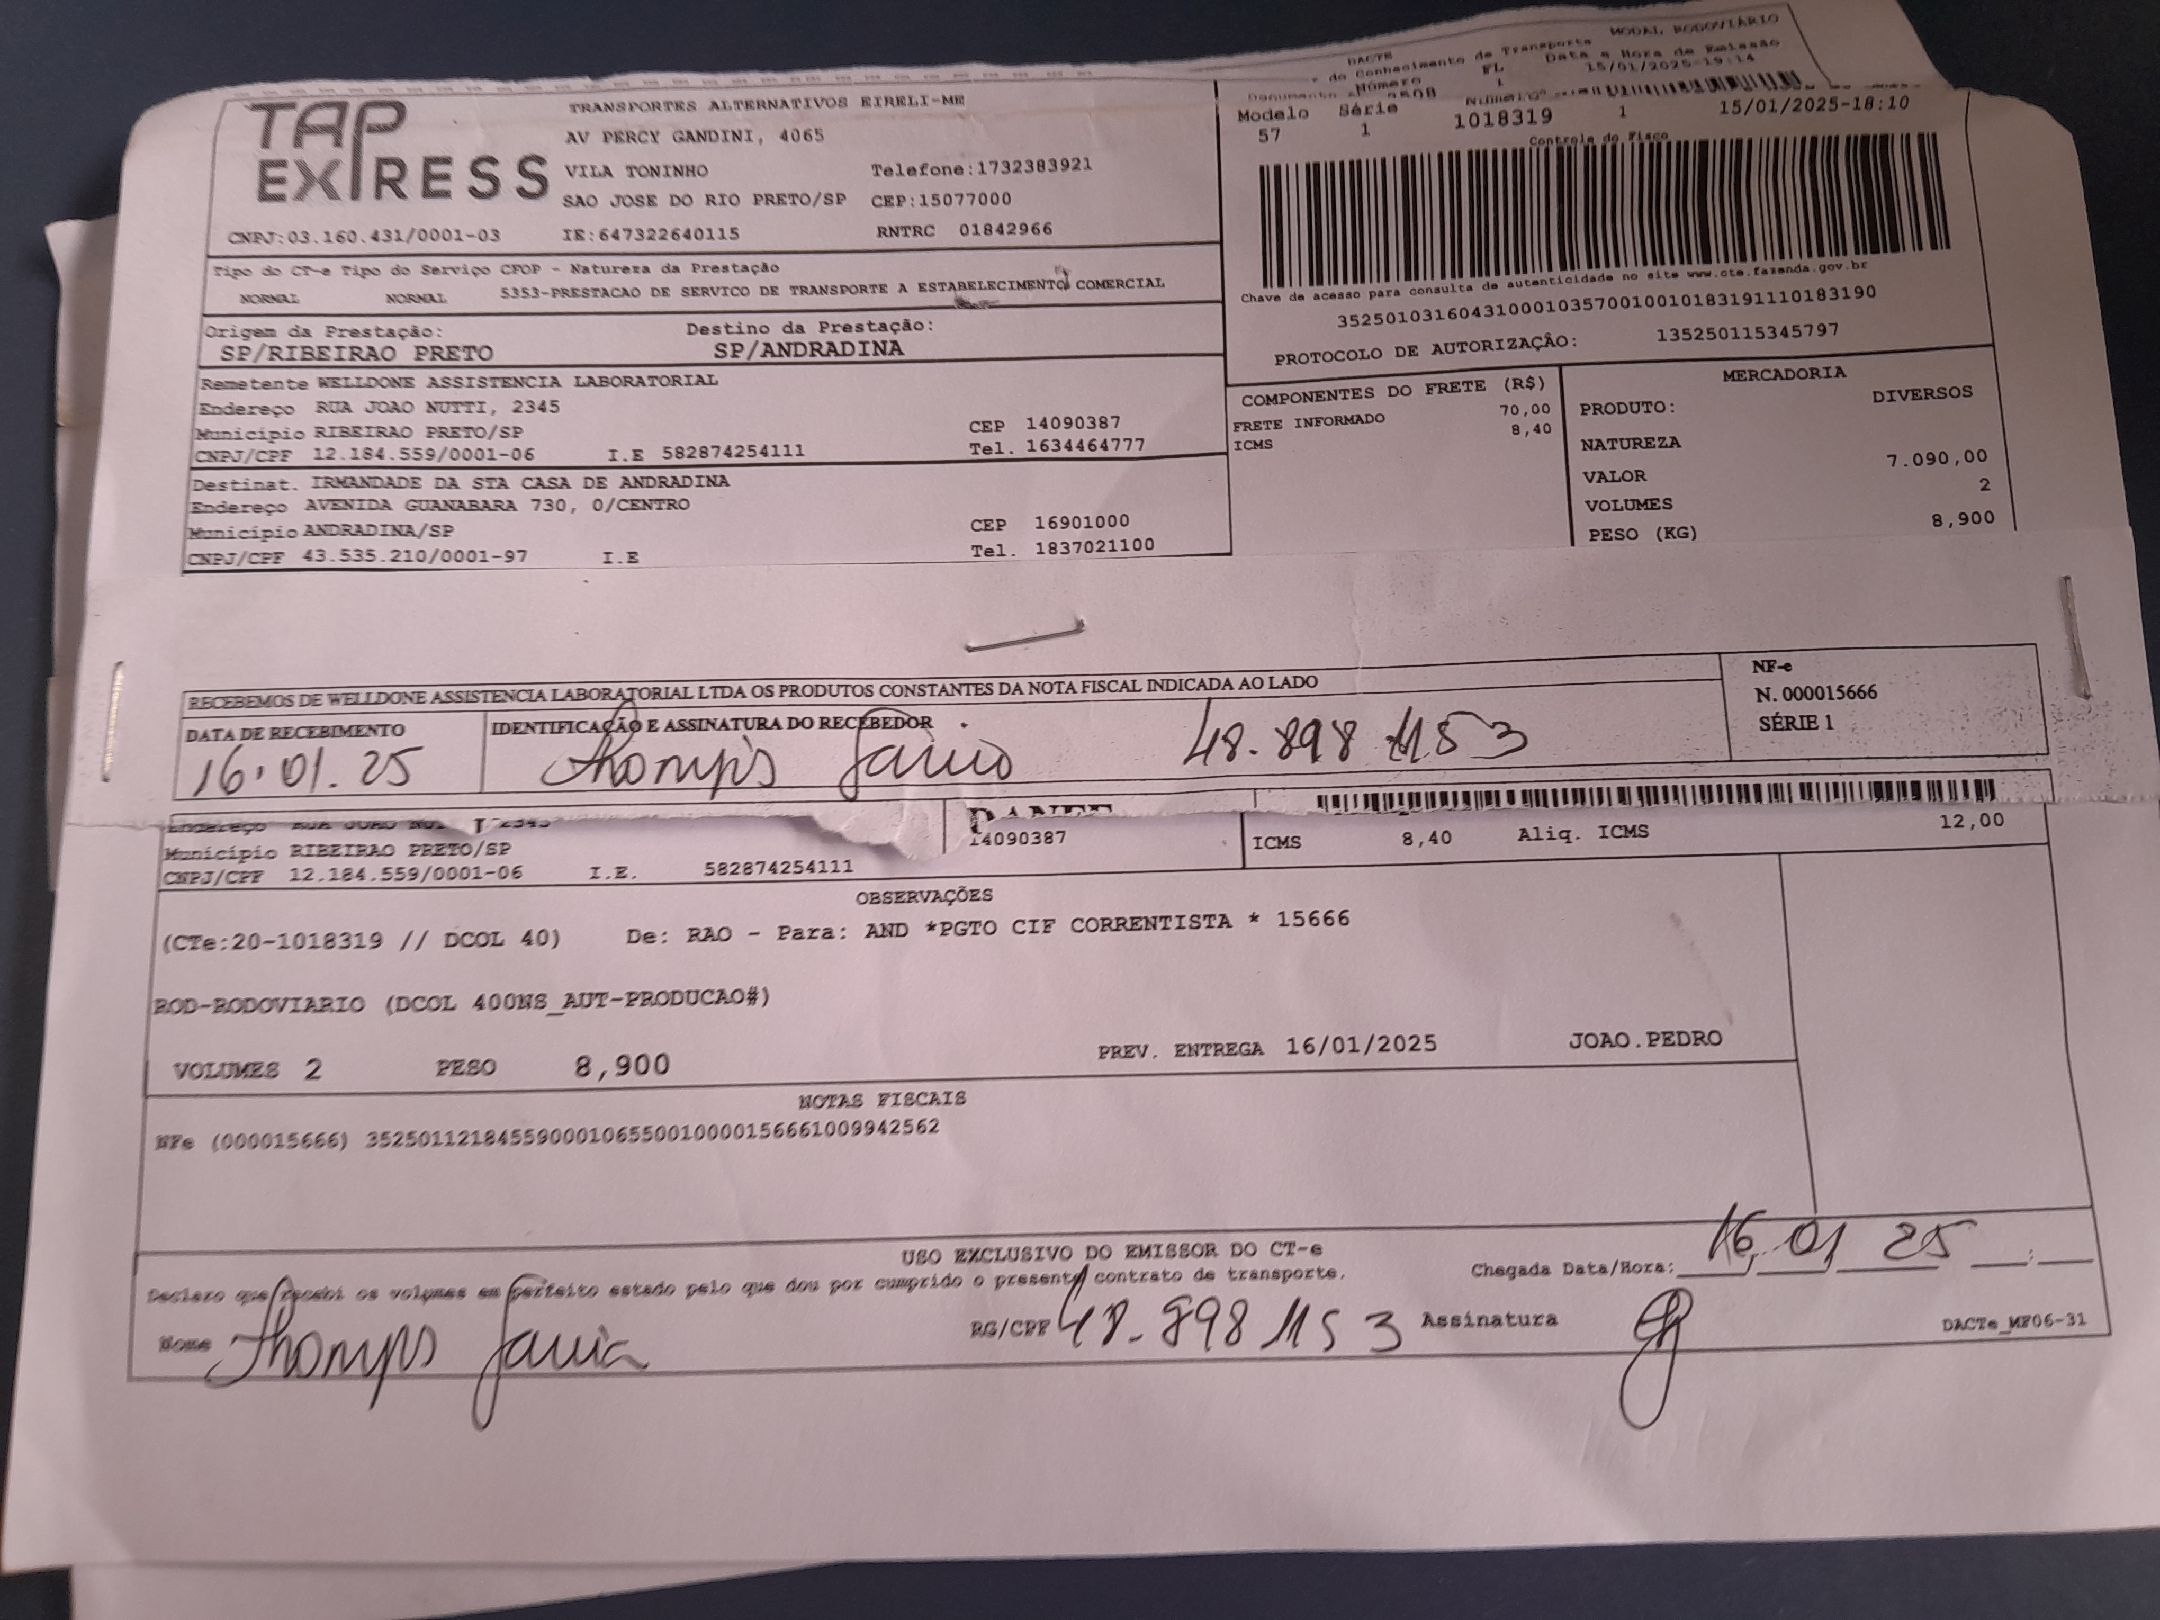 DACTE MODAL RODOVIÁRIO
do Conhecimento de Transporte
Número FL Data e Hora de Emissão
1 15/01/2025-19:14
TAP EXPRESS
TRANSPORTES ALTERNATIVOS EIRELI-ME
AV PERCY GANDINI, 4065
VILA TONINHO Telefone:1732383921
SAO JOSE DO RIO PRETO/SP CEP:15077000
CNPJ:03.160.431/0001-03 IE:647322640115 RNTRC 01842966
Modelo Série
57 1 1018319 1 15/01/2025-18:10
Controle do Fisco
Chave de acesso para consulta de autenticidade no site www.cte.fazenda.gov.br
35250103160431000103570010010183191110183190
PROTOCOLO DE AUTORIZAÇÃO: 135250115345797
Tipo do CT-e Tipo do Serviço CFOP - Natureza da Prestação
NORMAL NORMAL 5353-PRESTACAO DE SERVICO DE TRANSPORTE A ESTABELECIMENTO COMERCIAL
Origem da Prestação: Destino da Prestação:
SP/RIBEIRAO PRETO SP/ANDRADINA
Remetente WELLDONE ASSISTENCIA LABORATORIAL
Endereço RUA JOAO NUTTI, 2345
Município RIBEIRAO PRETO/SP CEP 14090387
CNPJ/CPF 12.184.559/0001-06 I.E 582874254111 Tel. 1634464777
Destinat. IRMANDADE DA STA CASA DE ANDRADINA
Endereço AVENIDA GUANABARA 730, 0/CENTRO
Município ANDRADINA/SP CEP 16901000
CNPJ/CPF 43.535.210/0001-97 I.E Tel. 1837021100
COMPONENTES DO FRETE (R$)
FRETE INFORMADO 70,00
ICMS 8,40
MERCADORIA
PRODUTO: DIVERSOS
NATUREZA
VALOR 7.090,00
VOLUMES 2
PESO (KG) 8,900
RECEBEMOS DE WELLDONE ASSISTENCIA LABORATORIAL LTDA OS PRODUTOS CONSTANTES DA NOTA FISCAL INDICADA AO LADO
NF-e
N. 000015666
SÉRIE 1
DATA DE RECEBIMENTO IDENTIFICAÇÃO E ASSINATURA DO RECEBEDOR
16.01.25 48.898 115 3
14090387
Município RIBEIRAO PRETO/SP
CNPJ/CPF 12.184.559/0001-06 I.E. 582874254111
ICMS 8,40 Aliq. ICMS 12,00
OBSERVAÇÕES
(CTe:20-1018319 // DCOL 40) De: RAO - Para: AND *PGTO CIF CORRENTISTA * 15666
ROD-RODOVIARIO (DCOL 400NS_AUT-PRODUCAO#)
VOLUMES 2 PESO 8,900 PREV. ENTREGA 16/01/2025 JOAO.PEDRO
NOTAS FISCAIS
NFe (000015666) 35250112184559000106550010000156661009942562
USO EXCLUSIVO DO EMISSOR DO CT-e
Declaro que recebi os volumes em perfeito estado pelo que dou por cumprido o presente contrato de transporte.
Chegada Data/Hora: 16 01 25
Nome RG/CPF 48.898 115 3 Assinatura
DACTe_MF06-31